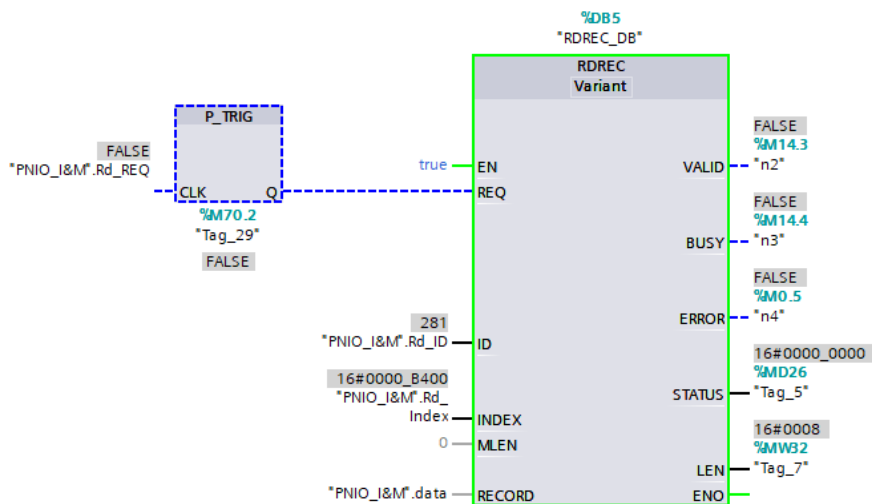 %DB5
"RDREC_DB"
RDREC
Variant
P_TRIG
FALSE
"PNIO_I&M".Rd_REQ
CLK
Q
%M70.2
"Tag_29"
FALSE
true
EN
REQ
VALID
FALSE
%M14.3
"n2"
BUSY
FALSE
%M14.4
"n3"
ERROR
FALSE
%M0.5
"n4"
281
"PNIO_I&M".Rd_ID
ID
16#0000_B400
"PNIO_I&M".Rd_
Index
INDEX
STATUS
16#0000_0000
%MD26
"Tag_5"
0
MLEN
LEN
16#0008
%MW32
"Tag_7"
"PNIO_I&M".data
RECORD
ENO